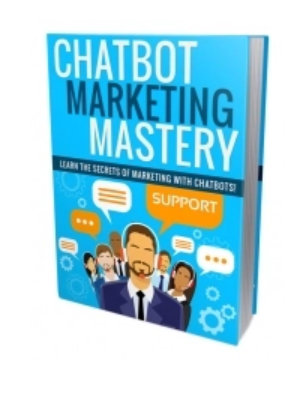 CHATBOT
MARKETING
MASTERY
LEARN THE SECRETS OF MARKETING WITH CHATBOTS!
SUPPORT